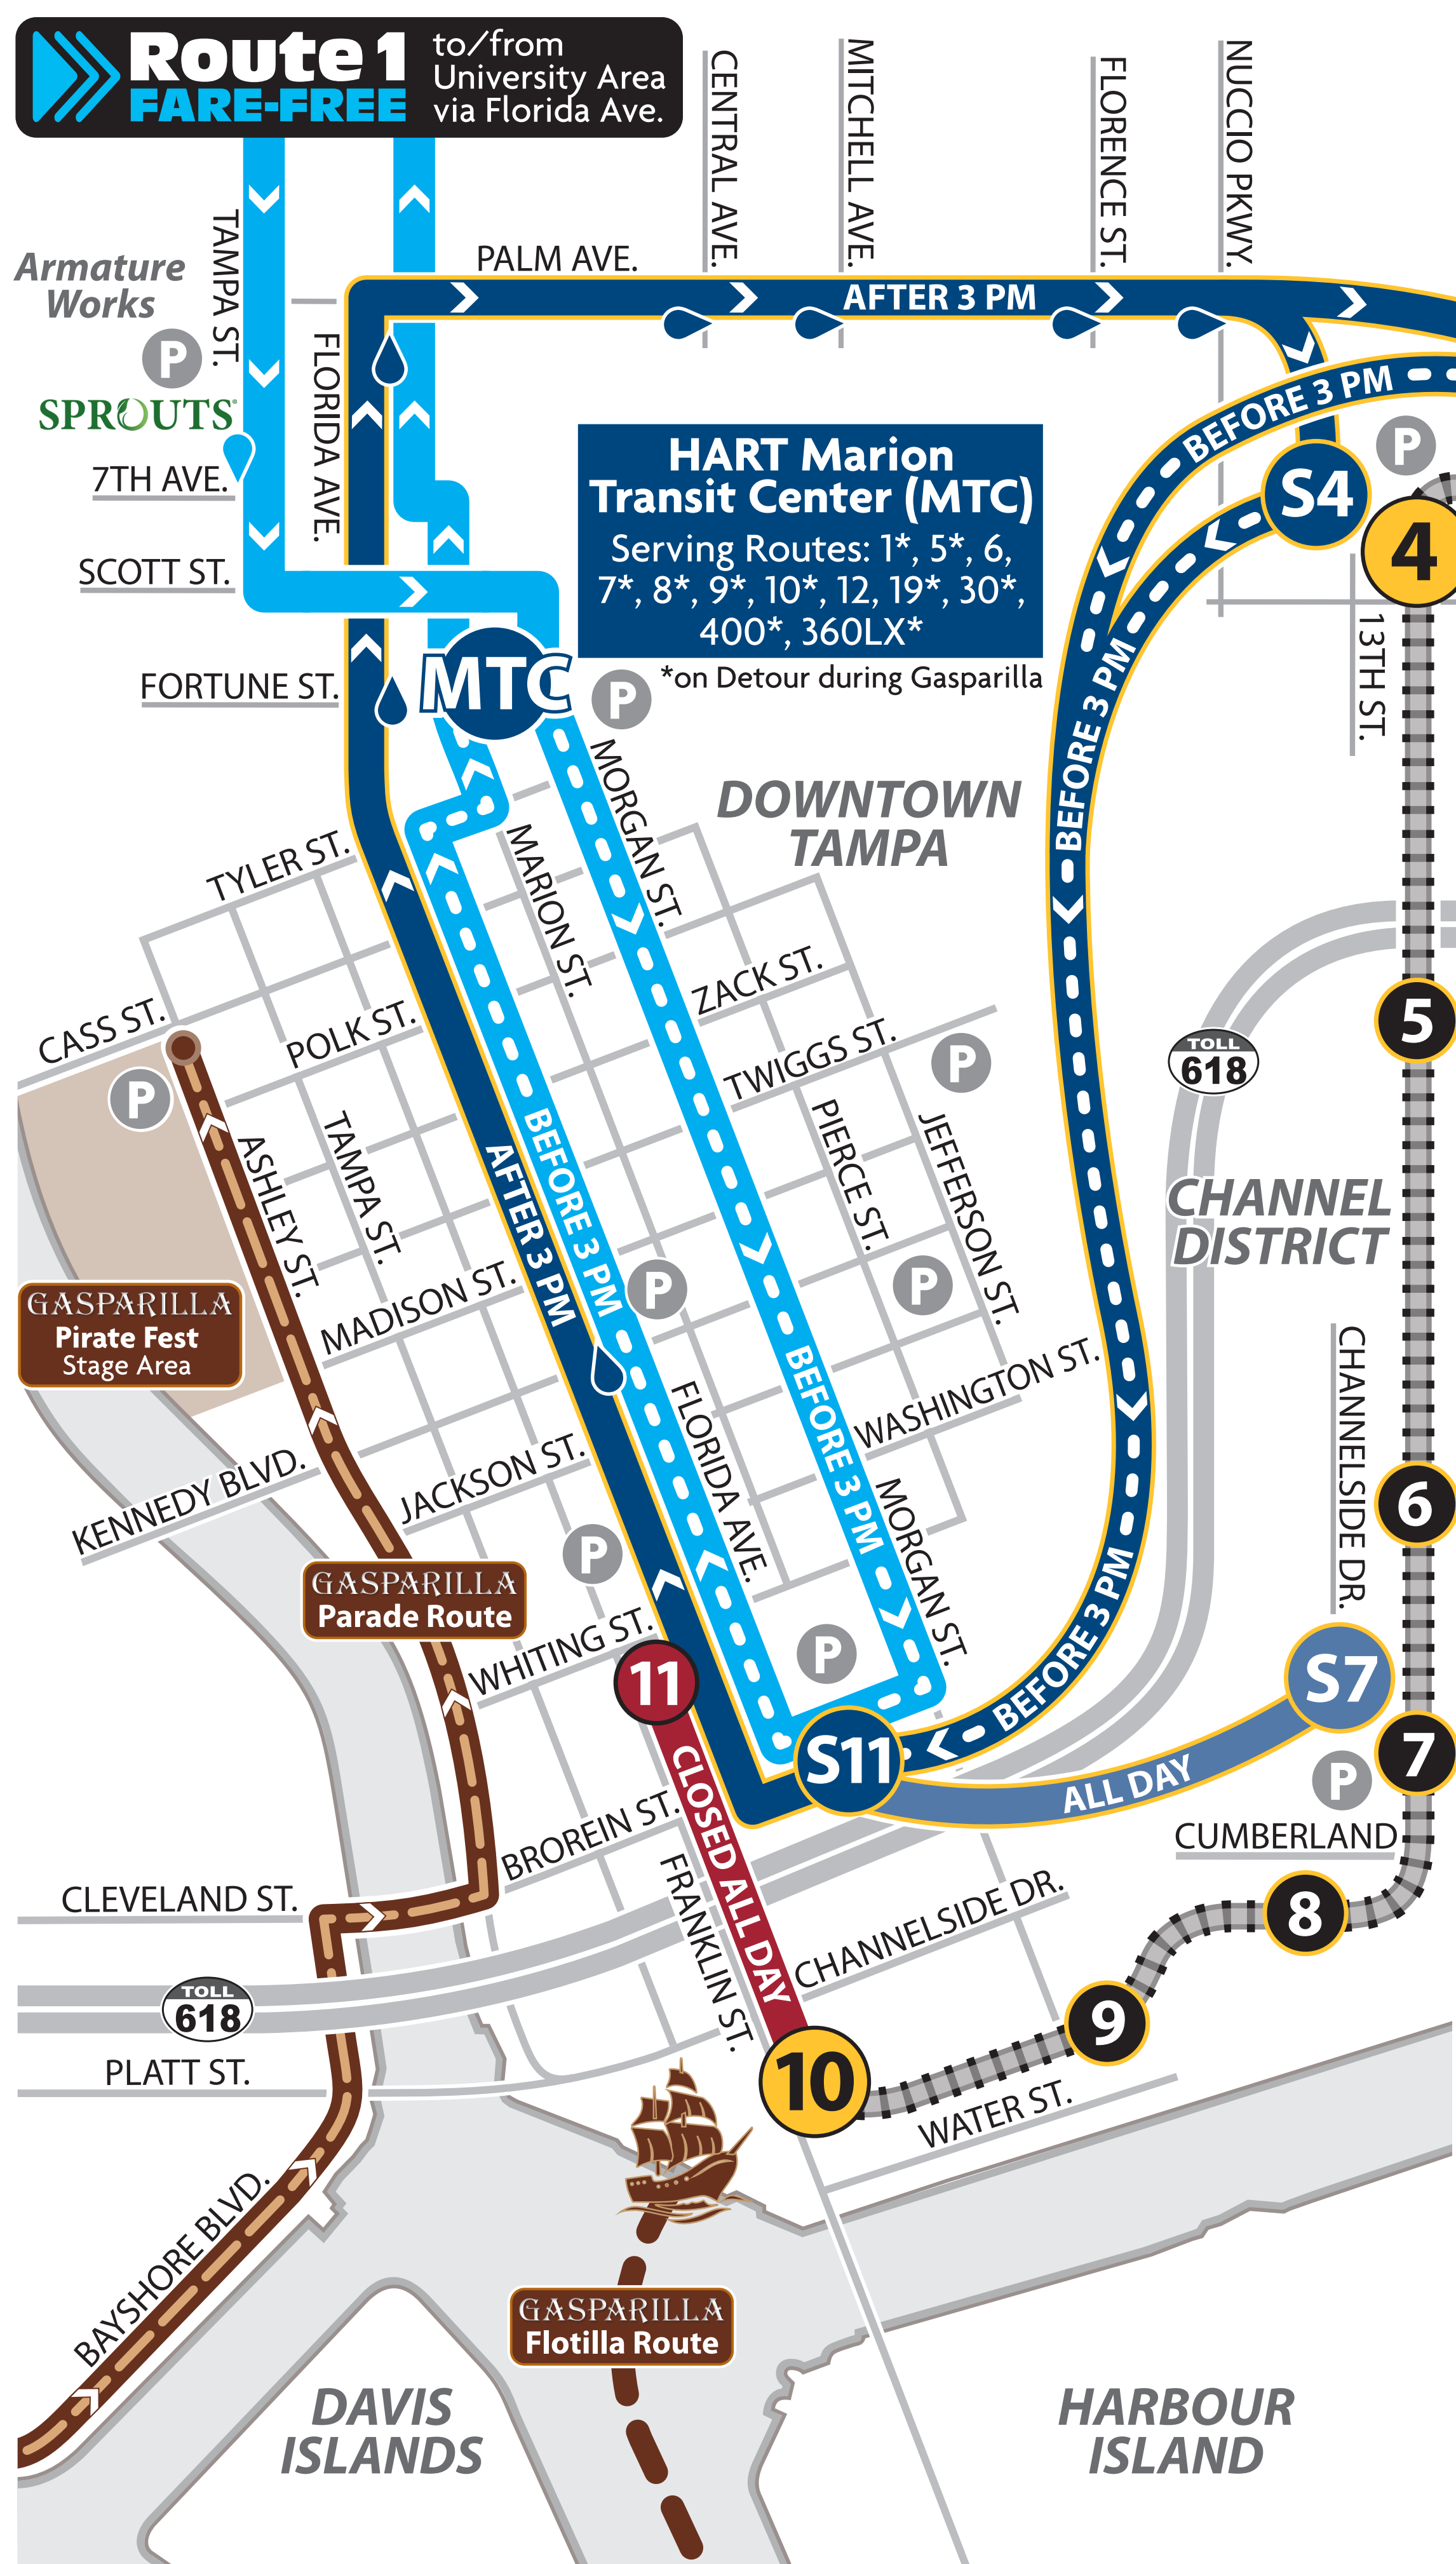 Route 1
FARE-FREE
to/from
University Area
via Florida Ave.
CENTRAL AVE.
MITCHELL AVE.
FLORENCE ST.
NUCCIO PKWY.
TAMPA ST.
Armature
Works
P
SPROUTS
PALM AVE.
AFTER 3 PM
FLORIDA AVE.
7TH AVE.
SCOTT ST.
FORTUNE ST.
BEFORE 3 PM
P
S4
4
13TH ST.
HART Marion
Transit Center (MTC)
Serving Routes: 1*, 5*, 6,
7*, 8*, 9*, 10*, 12, 19*, 30*,
400*, 360LX*
*on Detour during Gasparilla
MTC
P
BEFORE 3 PM
MORGAN ST.
DOWNTOWN
TAMPA
TYLER ST.
MARION ST.
ZACK ST.
CASS ST.
POLK ST.
TWIGGS ST.
P
P
TOLL
618
5
ASHLEY ST.
TAMPA ST.
AFTER 3 PM
BEFORE 3 PM
PIERCE ST.
JEFFERSON ST.
CHANNEL
DISTRICT
GASPARILLA
Pirate Fest
Stage Area
MADISON ST.
P
P
BEFORE 3 PM
WASHINGTON ST.
CHANNELSIDE DR.
KENNEDY BLVD.
JACKSON ST.
FLORIDA AVE.
MORGAN ST.
6
P
GASPARILLA
Parade Route
WHITING ST.
11
P
BEFORE 3 PM
S7
S11
7
ALL DAY
P
CLOSED ALL DAY
BROREIN ST.
CUMBERLAND
CLEVELAND ST.
FRANKLIN ST.
CHANNELSIDE DR.
8
TOLL
618
9
PLATT ST.
10
WATER ST.
BAYSHORE BLVD.
GASPARILLA
Flotilla Route
DAVIS
ISLANDS
HARBOUR
ISLAND